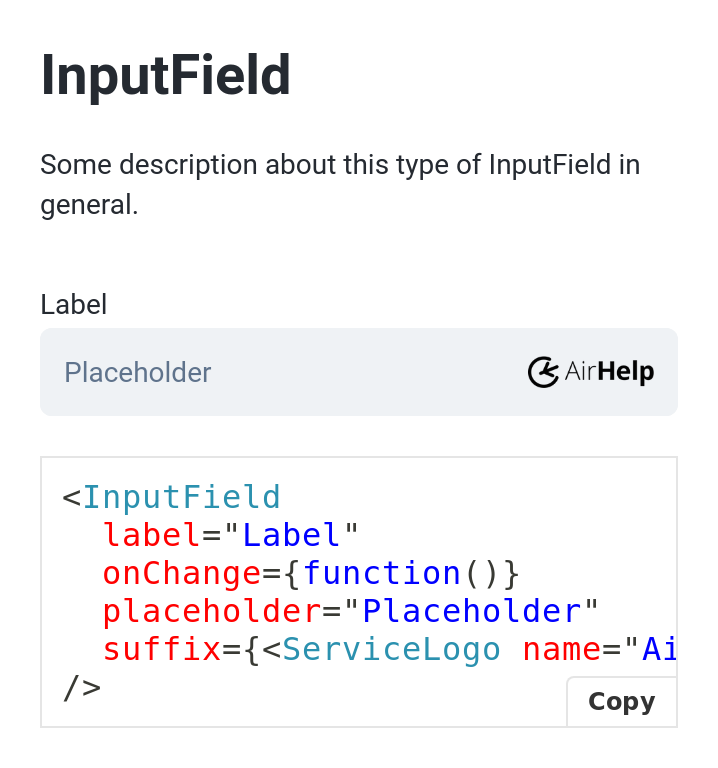 InputField
Some description about this type of InputField in
general.
Label
Placeholder AirHelp
<InputField
  label="Label"
  onChange={function()}
  placeholder="Placeholder"
  suffix={<ServiceLogo name="Ai
/>
Copy